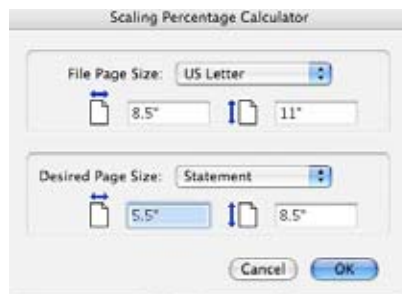 Scaling Percentage Calculator
File Page Size: US Letter
8.5" 11"
Desired Page Size: Statement
5.5" 8.5"
Cancel OK